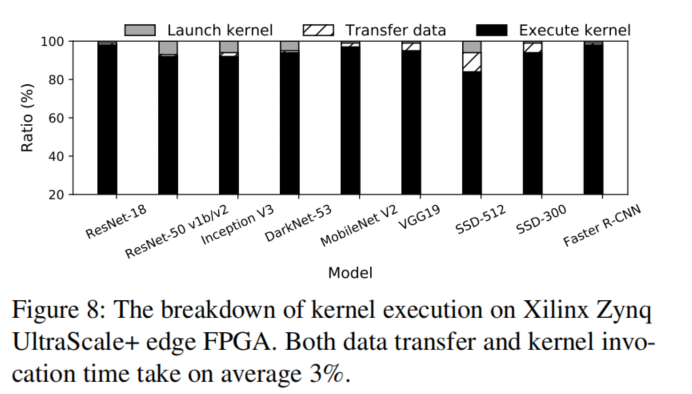 Launch kernel Transfer data Execute kernel
100
80
60
40
20
Ratio (%)
ResNet-18 ResNet-50 v1b/v2 Inception V3 DarkNet-53 MobileNet V2 VGG19 SSD-512 SSD-300 Faster R-CNN
Model
Figure 8: The breakdown of kernel execution on Xilinx Zynq
UltraScale+ edge FPGA. Both data transfer and kernel invo-
cation time take on average 3%.